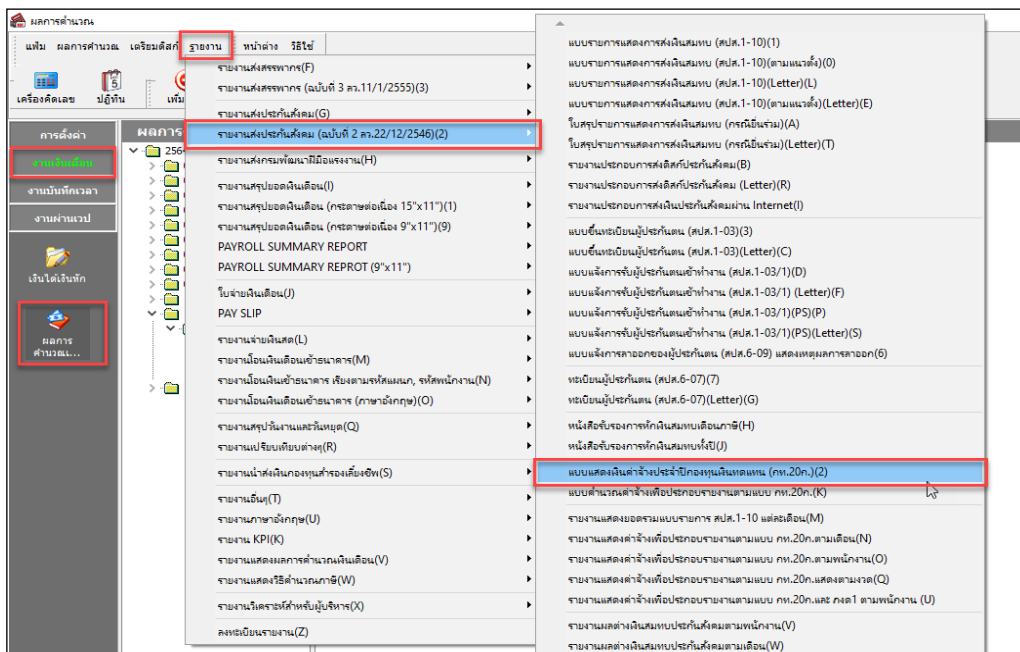 ผลการคำนวณ
แฟ้ม ผลการคำนวณ เตรียมดิสก์ รายงาน หน้าต่าง วิธีใช้
เครื่องคิดเลข ปฏิทิน เพิ่ม
การตั้งค่า
งานเงินเดือน
งานบันทึกเวลา
งานผ่านเวป
เงินได้เงินหัก
ผลการ
คำนวณเ...
ผลการ
2564
รายงานส่งสรรพากร(F)
รายงานส่งสรรพากร (ฉบับที่ 3 ลว.11/1/2555)(3)
รายงานส่งประกันสังคม(G)
รายงานส่งประกันสังคม (ฉบับที่ 2 ลว.22/12/2546)(2)
รายงานส่งกรมพัฒนาฝีมือแรงงาน(H)
รายงานสรุปยอดเงินเดือน(I)
รายงานสรุปยอดเงินเดือน (กระดาษต่อเนื่อง 15"x11")(1)
รายงานสรุปยอดเงินเดือน (กระดาษต่อเนื่อง 9"x11")(9)
PAYROLL SUMMARY REPORT
PAYROLL SUMMARY REPROT (9"x11")
ใบจ่ายเงินเดือน(J)
PAY SLIP
รายงานจ่ายเงินสด(L)
รายงานโอนเงินเดือนเข้าธนาคาร(M)
รายงานโอนเงินเข้าธนาคาร เรียงตามรหัสแผนก, รหัสพนักงาน(N)
รายงานโอนเงินเดือนเข้าธนาคาร (ภาษาอังกฤษ)(O)
รายงานสรุปวันงานและวันหยุด(Q)
รายงานเปรียบเทียบต่างๆ(R)
รายงานนำส่งเงินกองทุนสำรองเลี้ยงชีพ(S)
รายงานอื่นๆ(T)
รายงานภาษาอังกฤษ(U)
รายงาน KPI(K)
รายงานแสดงผลการคำนวณเงินเดือน(V)
รายงานแสดงวิธีคำนวณภาษี(W)
รายงานวิเคราะห์สำหรับผู้บริหาร(X)
ลงทะเบียนรายงาน(Z)
แบบรายการแสดงการส่งเงินสมทบ (สปส.1-10)(1)
แบบรายการแสดงการส่งเงินสมทบ (สปส.1-10)(ตามแนวตั้ง)(0)
แบบรายการแสดงการส่งเงินสมทบ (สปส.1-10)(Letter)(L)
แบบรายการแสดงการส่งเงินสมทบ (สปส.1-10)(ตามแนวตั้ง)(Letter)(E)
ใบสรุปรายการแสดงการส่งเงินสมทบ (กรณียื่นรวม)(A)
ใบสรุปรายการแสดงการส่งเงินสมทบ (กรณียื่นรวม)(Letter)(T)
รายงานประกอบการส่งดิสก์ประกันสังคม(B)
รายงานประกอบการส่งดิสก์ประกันสังคม (Letter)(R)
รายงานประกอบการส่งเงินประกันสังคมผ่าน Internet(I)
แบบขึ้นทะเบียนผู้ประกันตน (สปส.1-03)(3)
แบบขึ้นทะเบียนผู้ประกันตน (สปส.1-03)(Letter)(C)
แบบแจ้งการรับผู้ประกันตนเข้าทำงาน (สปส.1-03/1)(D)
แบบแจ้งการรับผู้ประกันตนเข้าทำงาน (สปส.1-03/1) (Letter)(F)
แบบแจ้งการรับผู้ประกันตนเข้าทำงาน (สปส.1-03/1)(PS)(P)
แบบแจ้งการรับผู้ประกันตนเข้าทำงาน (สปส.1-03/1)(PS)(Letter)(S)
แบบแจ้งการลาออกของผู้ประกันตน (สปส.6-09) แสดงเหตุผลการลาออก(6)
ทะเบียนผู้ประกันตน (สปส.6-07)(7)
ทะเบียนผู้ประกันตน (สปส.6-07)(Letter)(G)
หนังสือรับรองการหักเงินสมทบเดือนภาษี(H)
หนังสือรับรองการหักเงินสมทบทั้งปี(J)
แบบแสดงเงินค่าจ้างประจำปีกองทุนเงินทดแทน (กท.20ก.)(2)
แบบคำนวณค่าจ้างเพื่อประกอบรายงานตามแบบ กท.20ก.(K)
รายงานแสดงยอดรวมแบบรายการ สปส.1-10 แต่ละเดือน(M)
รายงานแสดงค่าจ้างเพื่อประกอบรายงานตามแบบ กท.20ก.ตามเดือน(N)
รายงานแสดงค่าจ้างเพื่อประกอบรายงานตามแบบ กท.20ก.ตามพนักงาน(O)
รายงานแสดงค่าจ้างเพื่อประกอบรายงานตามแบบ กท.20ก.แสดงตามงวด(Q)
รายงานแสดงค่าจ้างเพื่อประกอบรายงานตามแบบ กท.20ก.และ ภงด1 ตามพนักงาน (U)
รายงานผลต่างเงินสมทบประกันสังคมตามพนักงาน(V)
รายงานผลต่างเงินสมทบประกันสังคมตามเดือน(W)